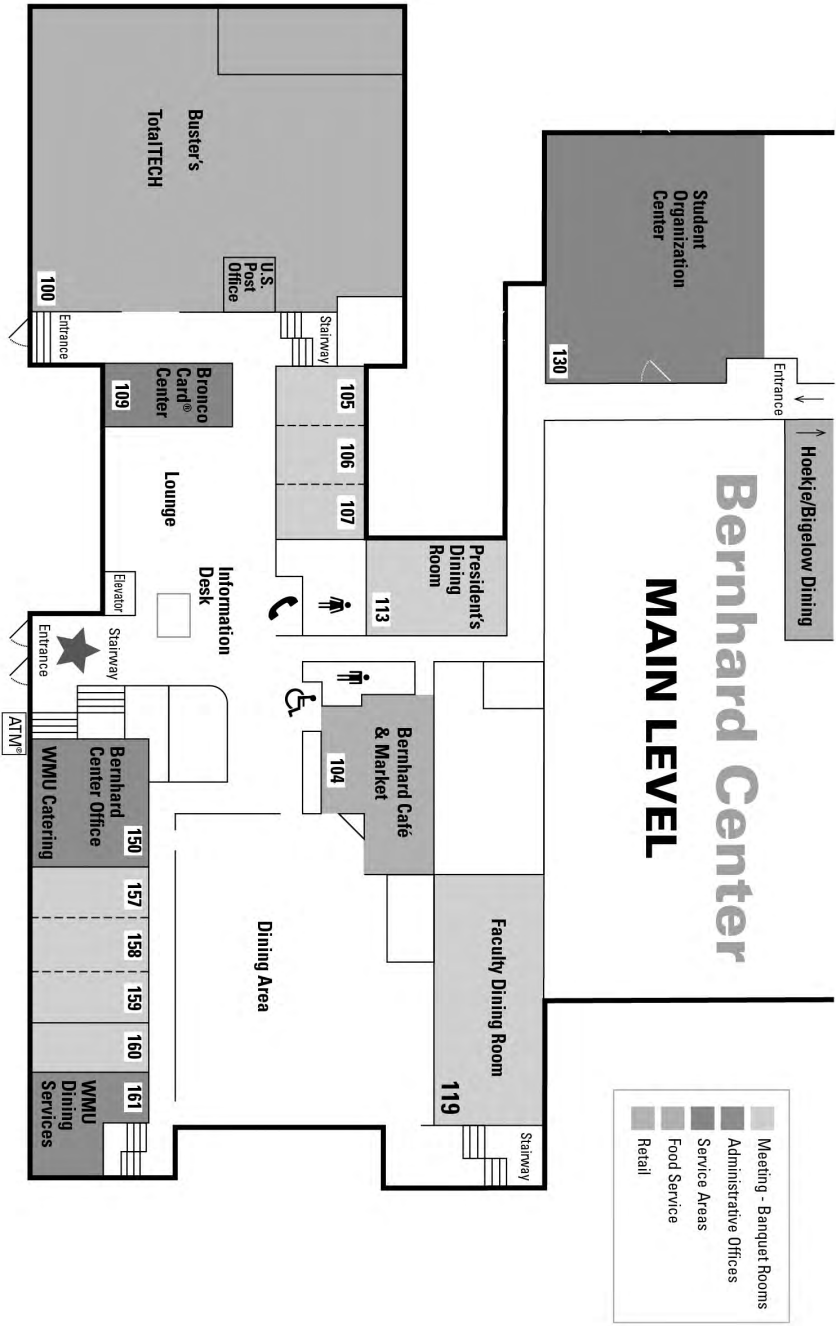 Bernhard Center
MAIN LEVEL
Meeting - Banquet Rooms
Administrative Offices
Service Areas
Food Service
Retail
Hoekje/Bigelow Dining
Entrance
Student
Organization
Center
130
President's
Dining
Room
113
Faculty Dining Room
119
Stairway
Bernhard Café
& Market
104
Stairway
105
106
107
Buster's
TotalTECH
U.S.
Post
Office
100
Entrance
Bronco
Card®
Center
109
Lounge
Information
Desk
Elevator
Stairway
Entrance
ATM®
Dining Area
Bernhard
Center Office
WMU Catering
150
157
158
159
160
161
WMU
Dining
Services